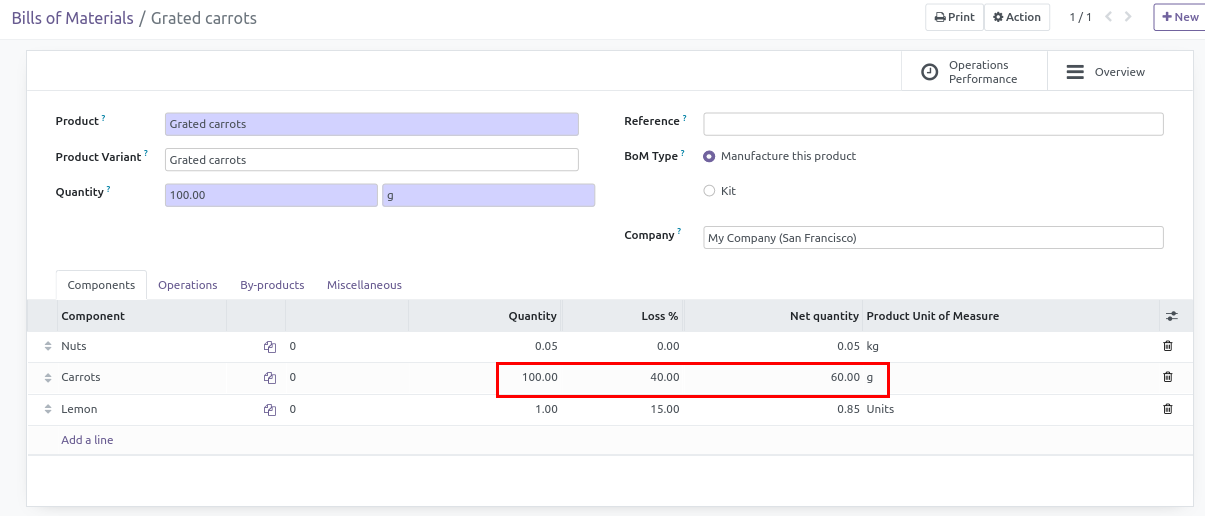 Bills of Materials / Grated carrots
Print Action 1 / 1 New
Operations Performance
Overview
Product ? Grated carrots
Product Variant ? Grated carrots
Quantity ? 100.00 g
Reference ?
BoM Type ? Manufacture this product
Kit
Company ? My Company (San Francisco)
Components Operations By-products Miscellaneous
Component Quantity Loss % Net quantity Product Unit of Measure
Nuts 0 0.05 0.00 0.05 kg
Carrots 0 100.00 40.00 60.00 g
Lemon 0 1.00 15.00 0.85 Units
Add a line